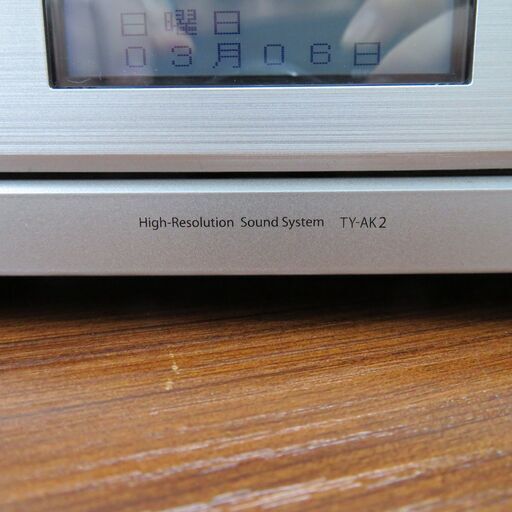 日曜日
03月06日
High-Resolution Sound System TY-AK2